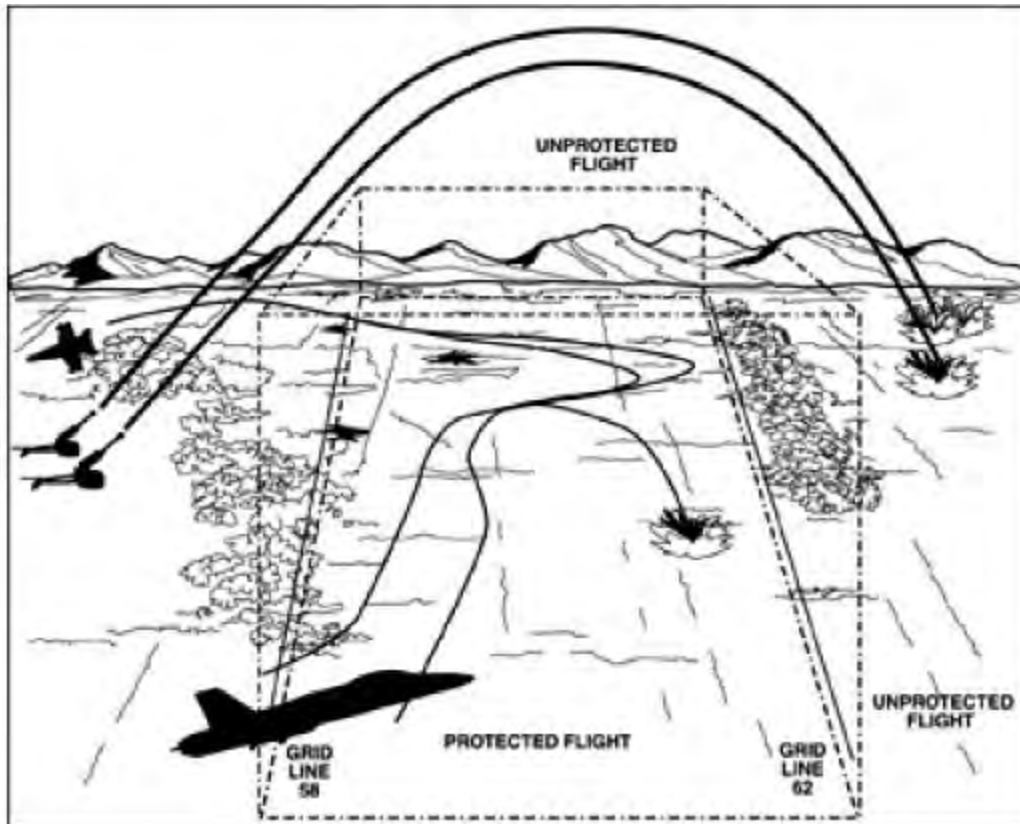 UNPROTECTED
FLIGHT
UNPROTECTED
FLIGHT
PROTECTED FLIGHT
GRID
LINE
58
GRID
LINE
62